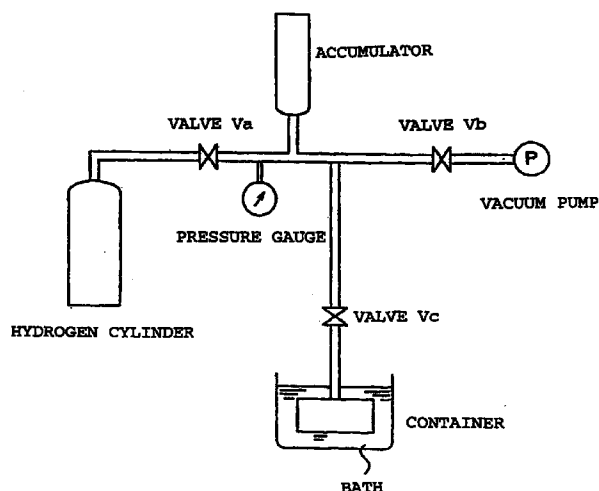 ACCUMULATOR
VALVE Va
VALVE Vb
P
VACUUM PUMP
PRESSURE GAUGE
HYDROGEN CYLINDER
VALVE Vc
CONTAINER
BATH